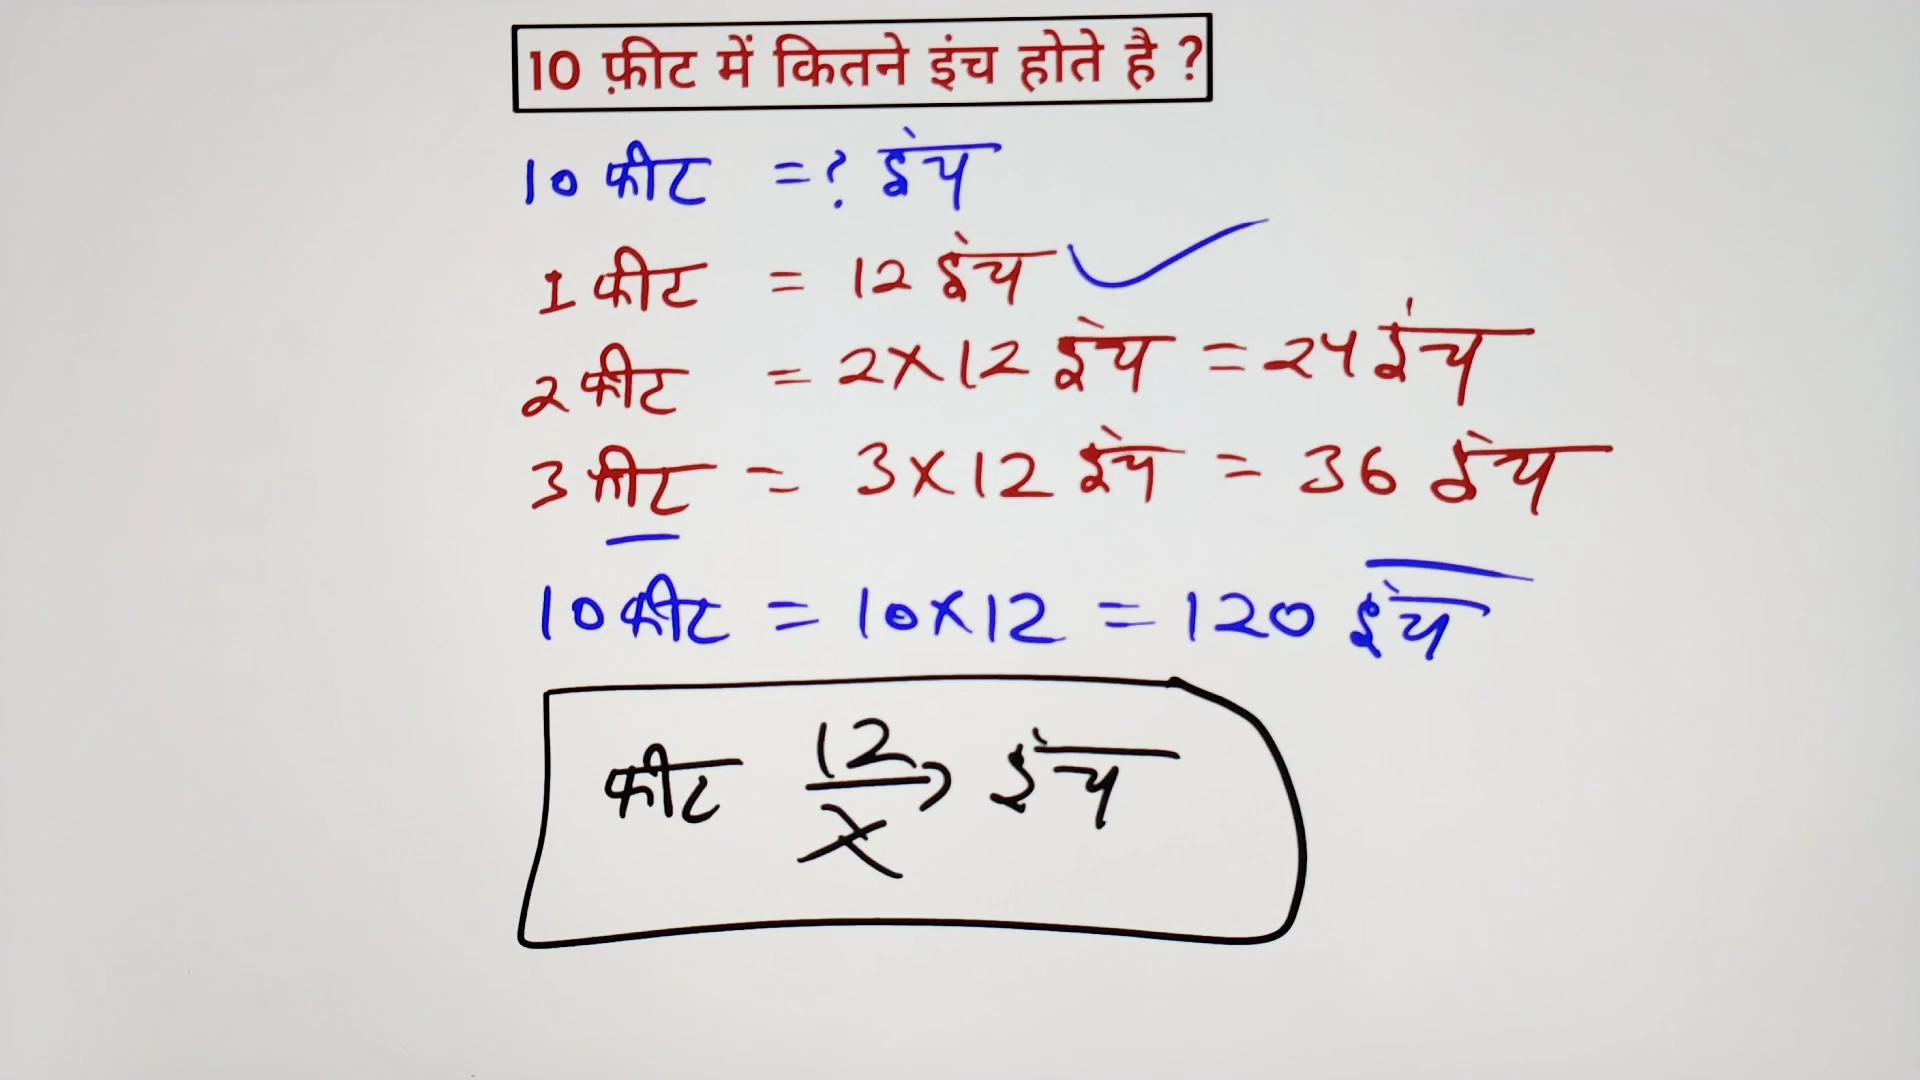 10 फ़ीट में कितने इंच होते है ?
10 फीट = ? इंच
1 फीट = 12 इंच ✓
2 फीट = 2 × 12 इंच = 24 इंच
3 फीट = 3 × 12 इंच = 36 इंच
10 फीट = 10 × 12 = 120 इंच
फीट 12/× → इंच